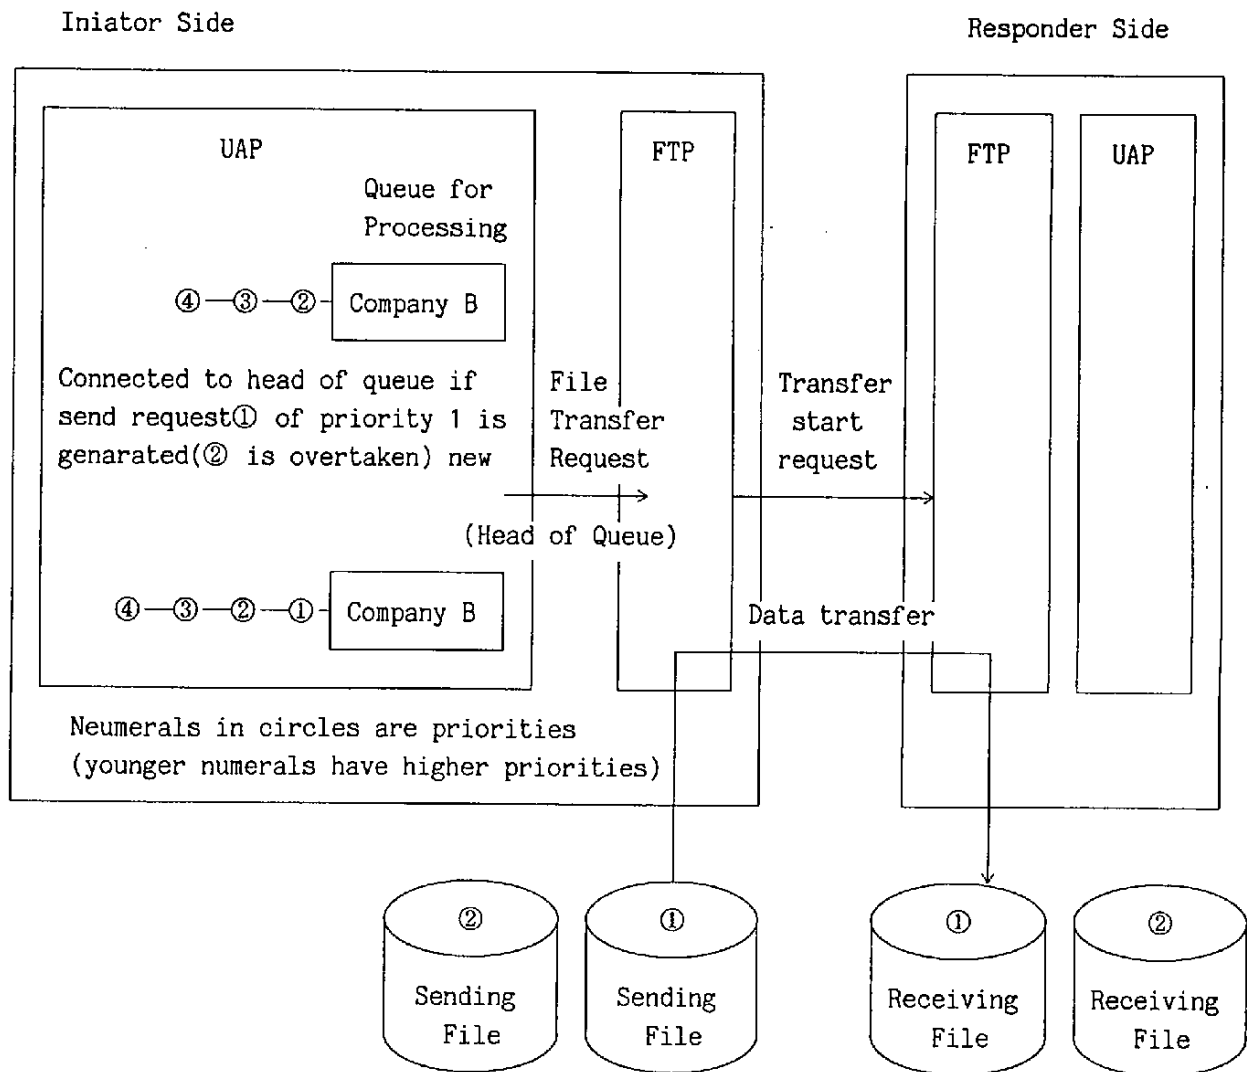 Iniator Side
Responder Side
UAP
FTP
FTP
UAP
Queue for
Processing
④—③—②
Company B
Connected to head of queue if
send request① of priority 1 is
genarated(② is overtaken) new
File
Transfer
Request
Transfer
start
request
(Head of Queue)
④—③—②—①
Company B
Data transfer
Neumerals in circles are priorities
(younger numerals have higher priorities)
②
Sending
File
①
Sending
File
①
Receiving
File
②
Receiving
File